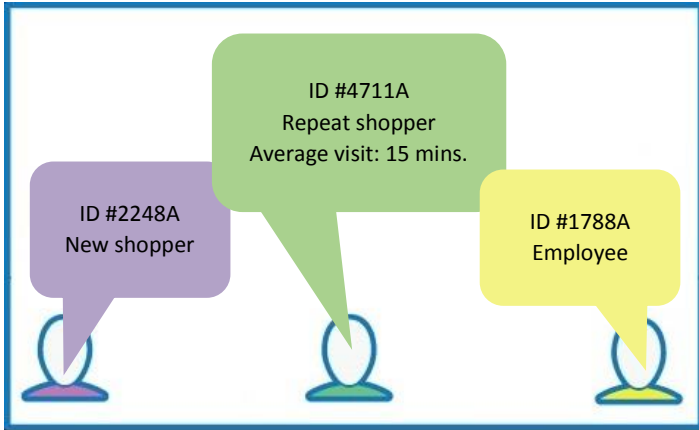 ID #4711A
Repeat shopper
Average visit: 15 mins.
ID #2248A
New shopper
ID #1788A
Employee